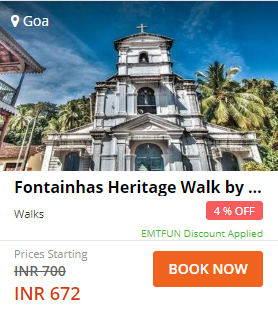 Goa
Fontainhas Heritage Walk by ...
Walks
4 % OFF
EMTFUN Discount Applied
Prices Starting
INR 700
INR 672
BOOK NOW